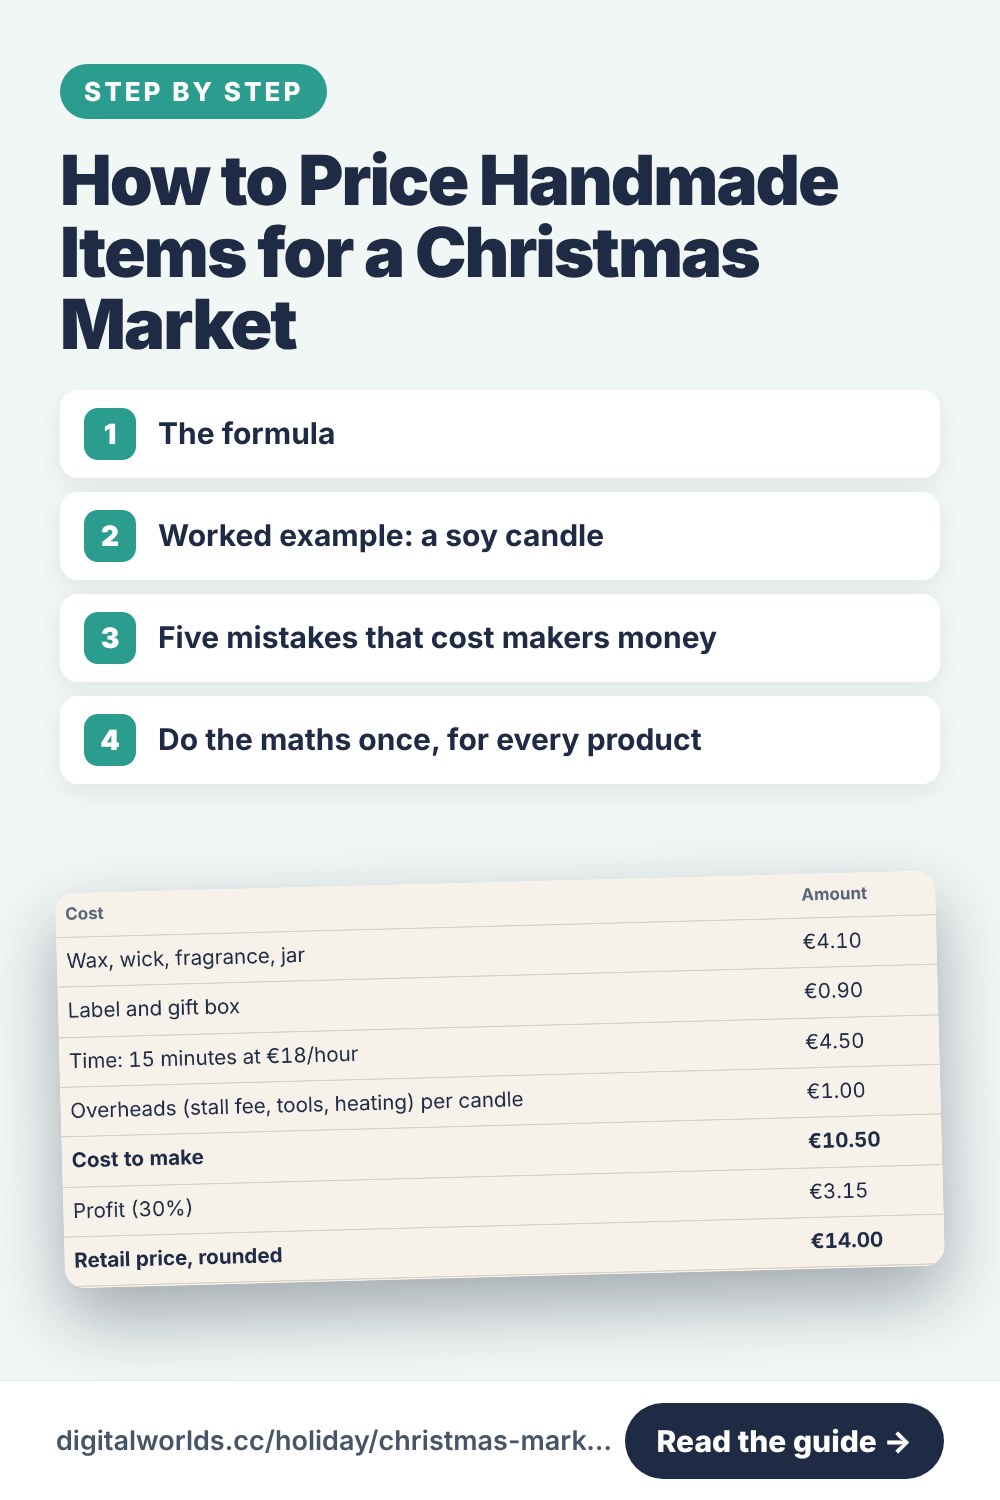 STEP BY STEP
How to Price Handmade
Items for a Christmas
Market
1 The formula
2 Worked example: a soy candle
3 Five mistakes that cost makers money
4 Do the maths once, for every product
Cost Amount
Wax, wick, fragrance, jar €4.10
Label and gift box €0.90
Time: 15 minutes at €18/hour €4.50
Overheads (stall fee, tools, heating) per candle €1.00
Cost to make €10.50
Profit (30%) €3.15
Retail price, rounded €14.00
digitalworlds.cc/holiday/christmas-mark... Read the guide →